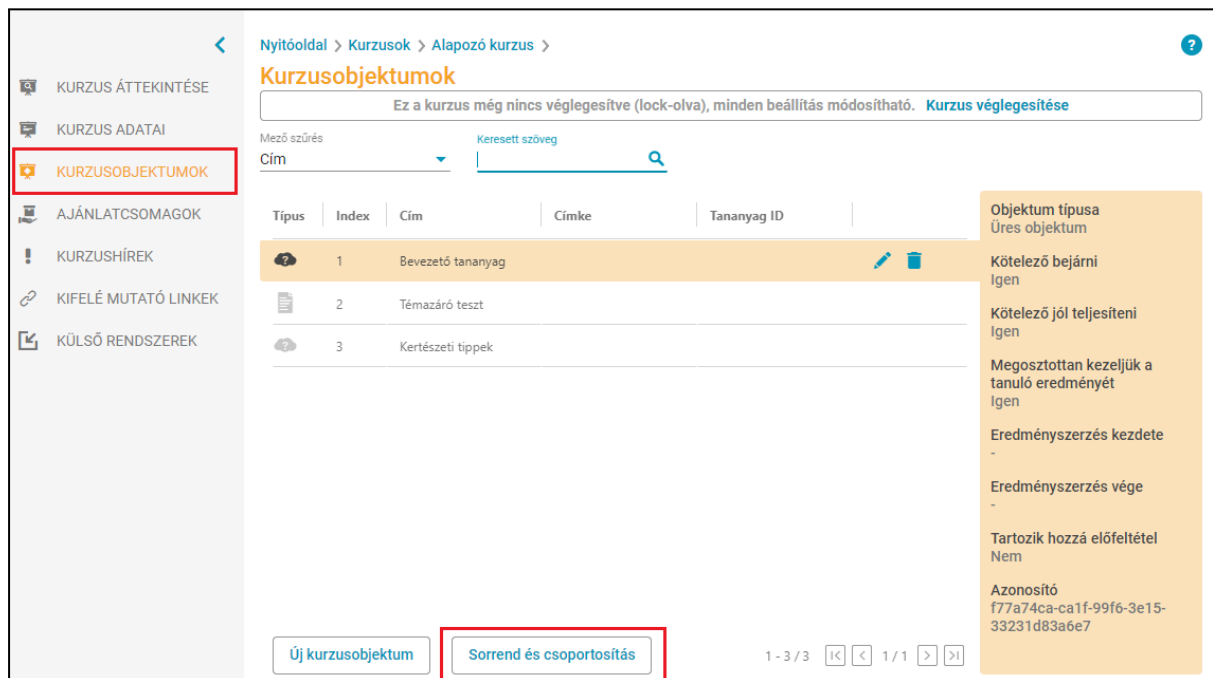 KURZUS ÁTTEKINTÉSE
KURZUS ADATAI
KURZUSOBJEKTUMOK
AJÁNLATCSOMAGOK
KURZUSHÍREK
KIFELÉ MUTATÓ LINKEK
KÜLSŐ RENDSZEREK
Nyitóoldal > Kurzusok > Alapozó kurzus >
?
Kurzusobjektumok
Ez a kurzus még nincs véglegesítve (lock-olva), minden beállítás módosítható. Kurzus véglegesítése
Mező szűrés
Cím
Keresett szöveg
Típus Index Cím Címke Tananyag ID
1 Bevezető tananyag
2 Témazáró teszt
3 Kertészeti tippek
Objektum típusa
Üres objektum
Kötelező bejárni
Igen
Kötelező jól teljesíteni
Igen
Megosztottan kezeljük a
tanuló eredményét
Igen
Eredményszerzés kezdete
-
Eredményszerzés vége
-
Tartozik hozzá előfeltétel
Nem
Azonosító
f77a74ca-ca1f-99f6-3e15-
33231d83a6e7
Új kurzusobjektum
Sorrend és csoportosítás
1 - 3 / 3 1 / 1